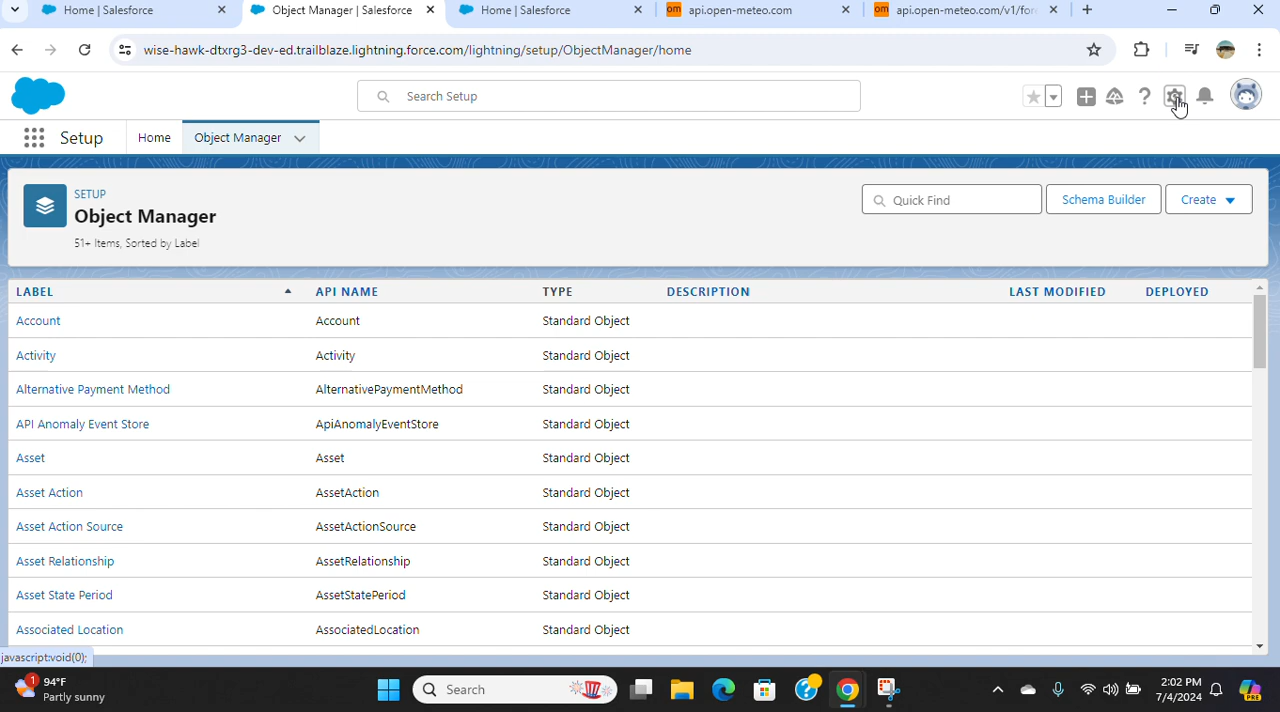 Home | Salesforce
Object Manager | Salesforce
Home | Salesforce
om api.open-meteo.com
om api.open-meteo.com/v1/for
wise-hawk-dtxrg3-dev-ed.trailblaze.lightning.force.com/lightning/setup/ObjectManager/home
Search Setup
Setup Home Object Manager
SETUP
Object Manager
51+ Items, Sorted by Label
Quick Find
Schema Builder
Create
LABEL API NAME TYPE DESCRIPTION LAST MODIFIED DEPLOYED
Account Account Standard Object
Activity Activity Standard Object
Alternative Payment Method AlternativePaymentMethod Standard Object
API Anomaly Event Store ApiAnomalyEventStore Standard Object
Asset Asset Standard Object
Asset Action AssetAction Standard Object
Asset Action Source AssetActionSource Standard Object
Asset Relationship AssetRelationship Standard Object
Asset State Period AssetStatePeriod Standard Object
Associated Location AssociatedLocation Standard Object
javascript:void(0);
1
94°F
Partly sunny
Search
PRE
2:02 PM
7/4/2024